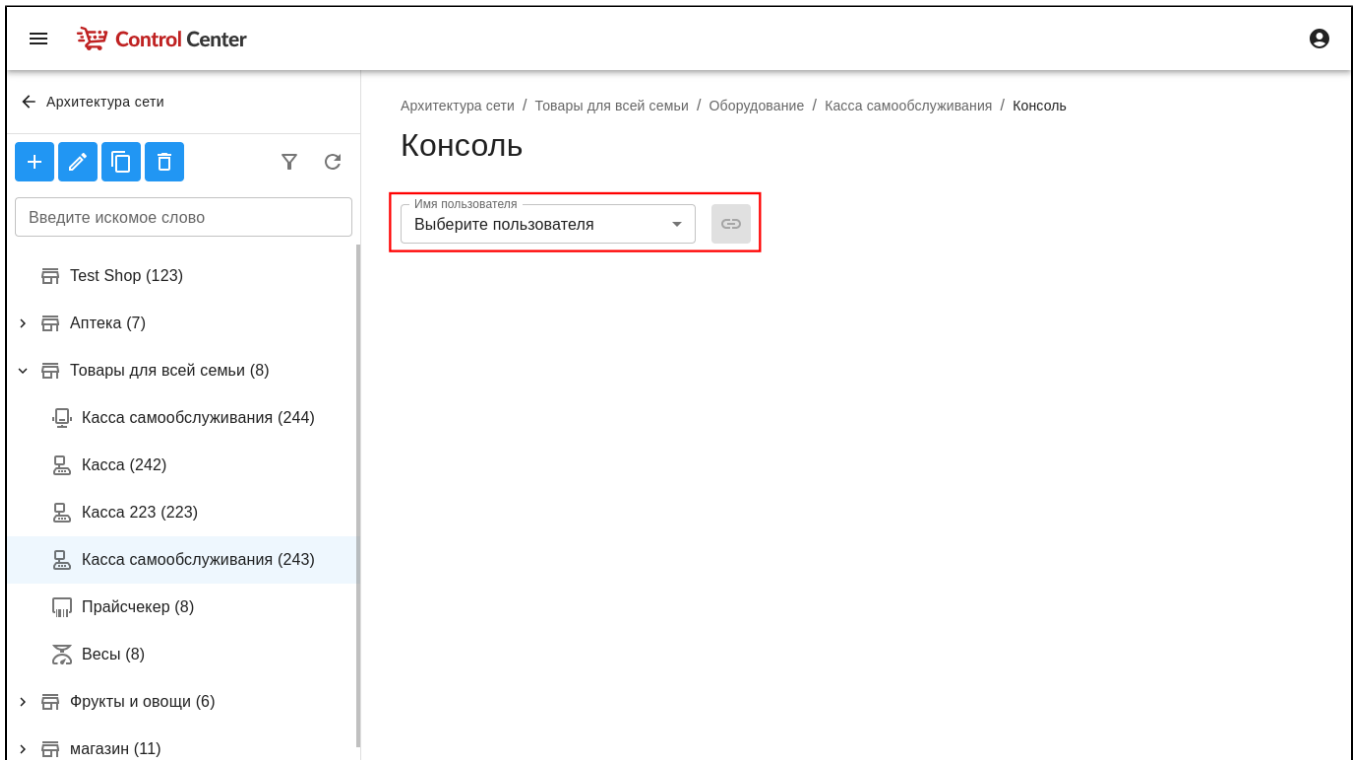 Control Center
Архитектура сети
Введите искомое слово
Test Shop (123)
Аптека (7)
Товары для всей семьи (8)
Касса самообслуживания (244)
Касса (242)
Касса 223 (223)
Касса самообслуживания (243)
Прайсчекер (8)
Весы (8)
Фрукты и овощи (6)
магазин (11)
Архитектура сети / Товары для всей семьи / Оборудование / Касса самообслуживания / Консоль
Консоль
Имя пользователя
Выберите пользователя